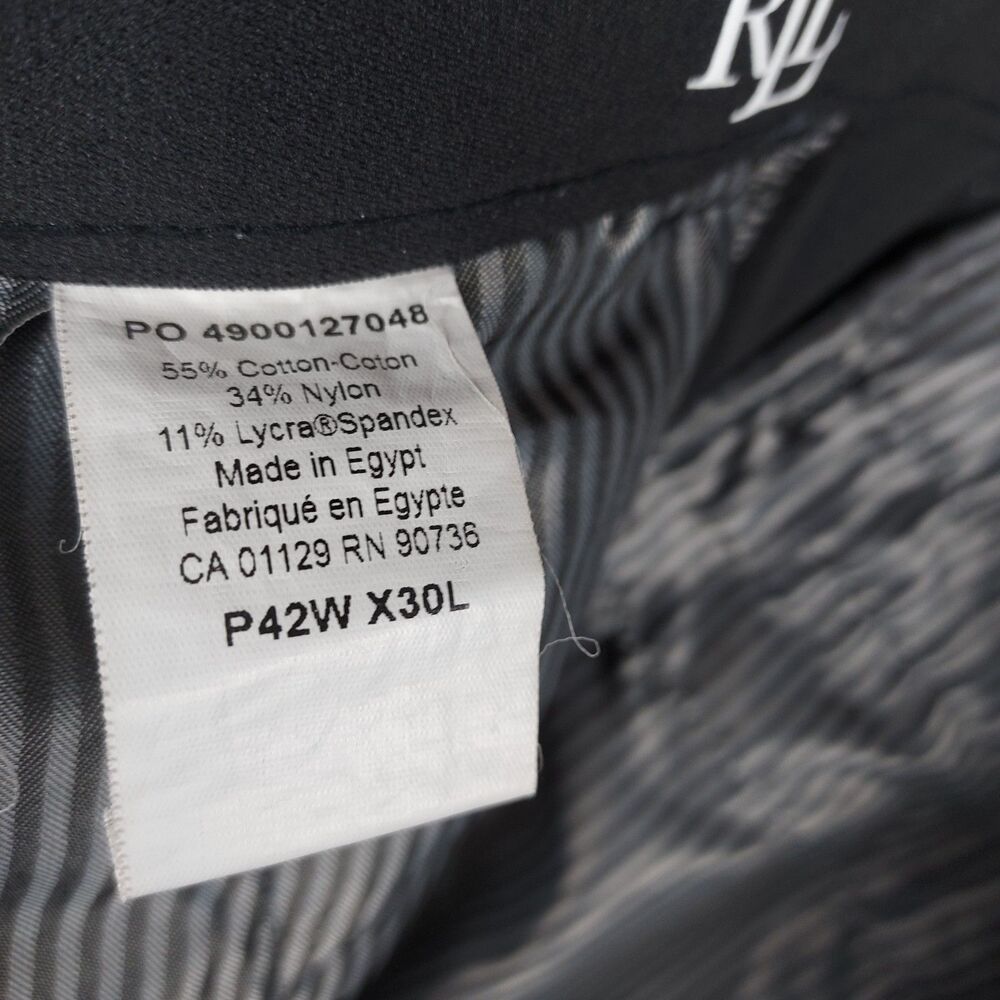 RLL
PO 4900127048
55% Cotton-Coton
34% Nylon
11% Lycra®Spandex
Made in Egypt
Fabriqué en Egypte
CA 01129 RN 90736
P42W X30L